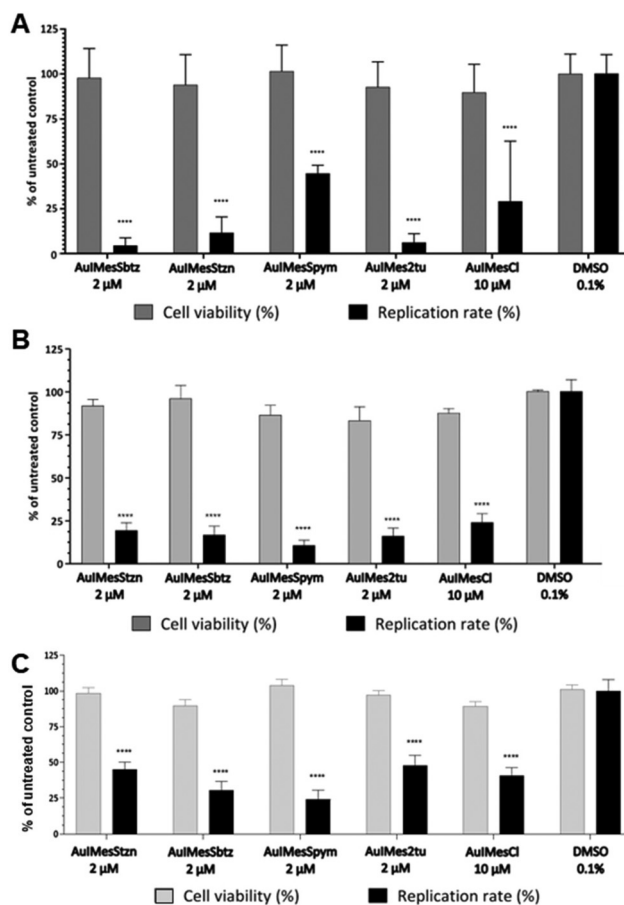 A
125
100
75
50
25
0
% of untreated control
**** **** **** **** ****
AuIMesSbtz AuIMesStzn AuIMesSpym AuIMes2tu AuIMesCl DMSO
2 μM 2 μM 2 μM 2 μM 10 μM 0.1%
Cell viability (%) Replication rate (%)
B
125
100
75
50
25
0
% of untreated control
**** **** **** **** ****
AuIMesStzn AuIMesSbtz AuIMesSpym AuIMes2tu AuIMesCl DMSO
2 μM 2 μM 2 μM 2 μM 10 μM 0.1%
Cell viability (%) Replication rate (%)
C
125
100
75
50
25
0
% of untreated control
**** **** **** **** ****
AuIMesStzn AuIMesSbtz AuIMesSpym AuIMes2tu AuIMesCl DMSO
2 μM 2 μM 2 μM 2 μM 10 μM 0.1%
Cell viability (%) Replication rate (%)